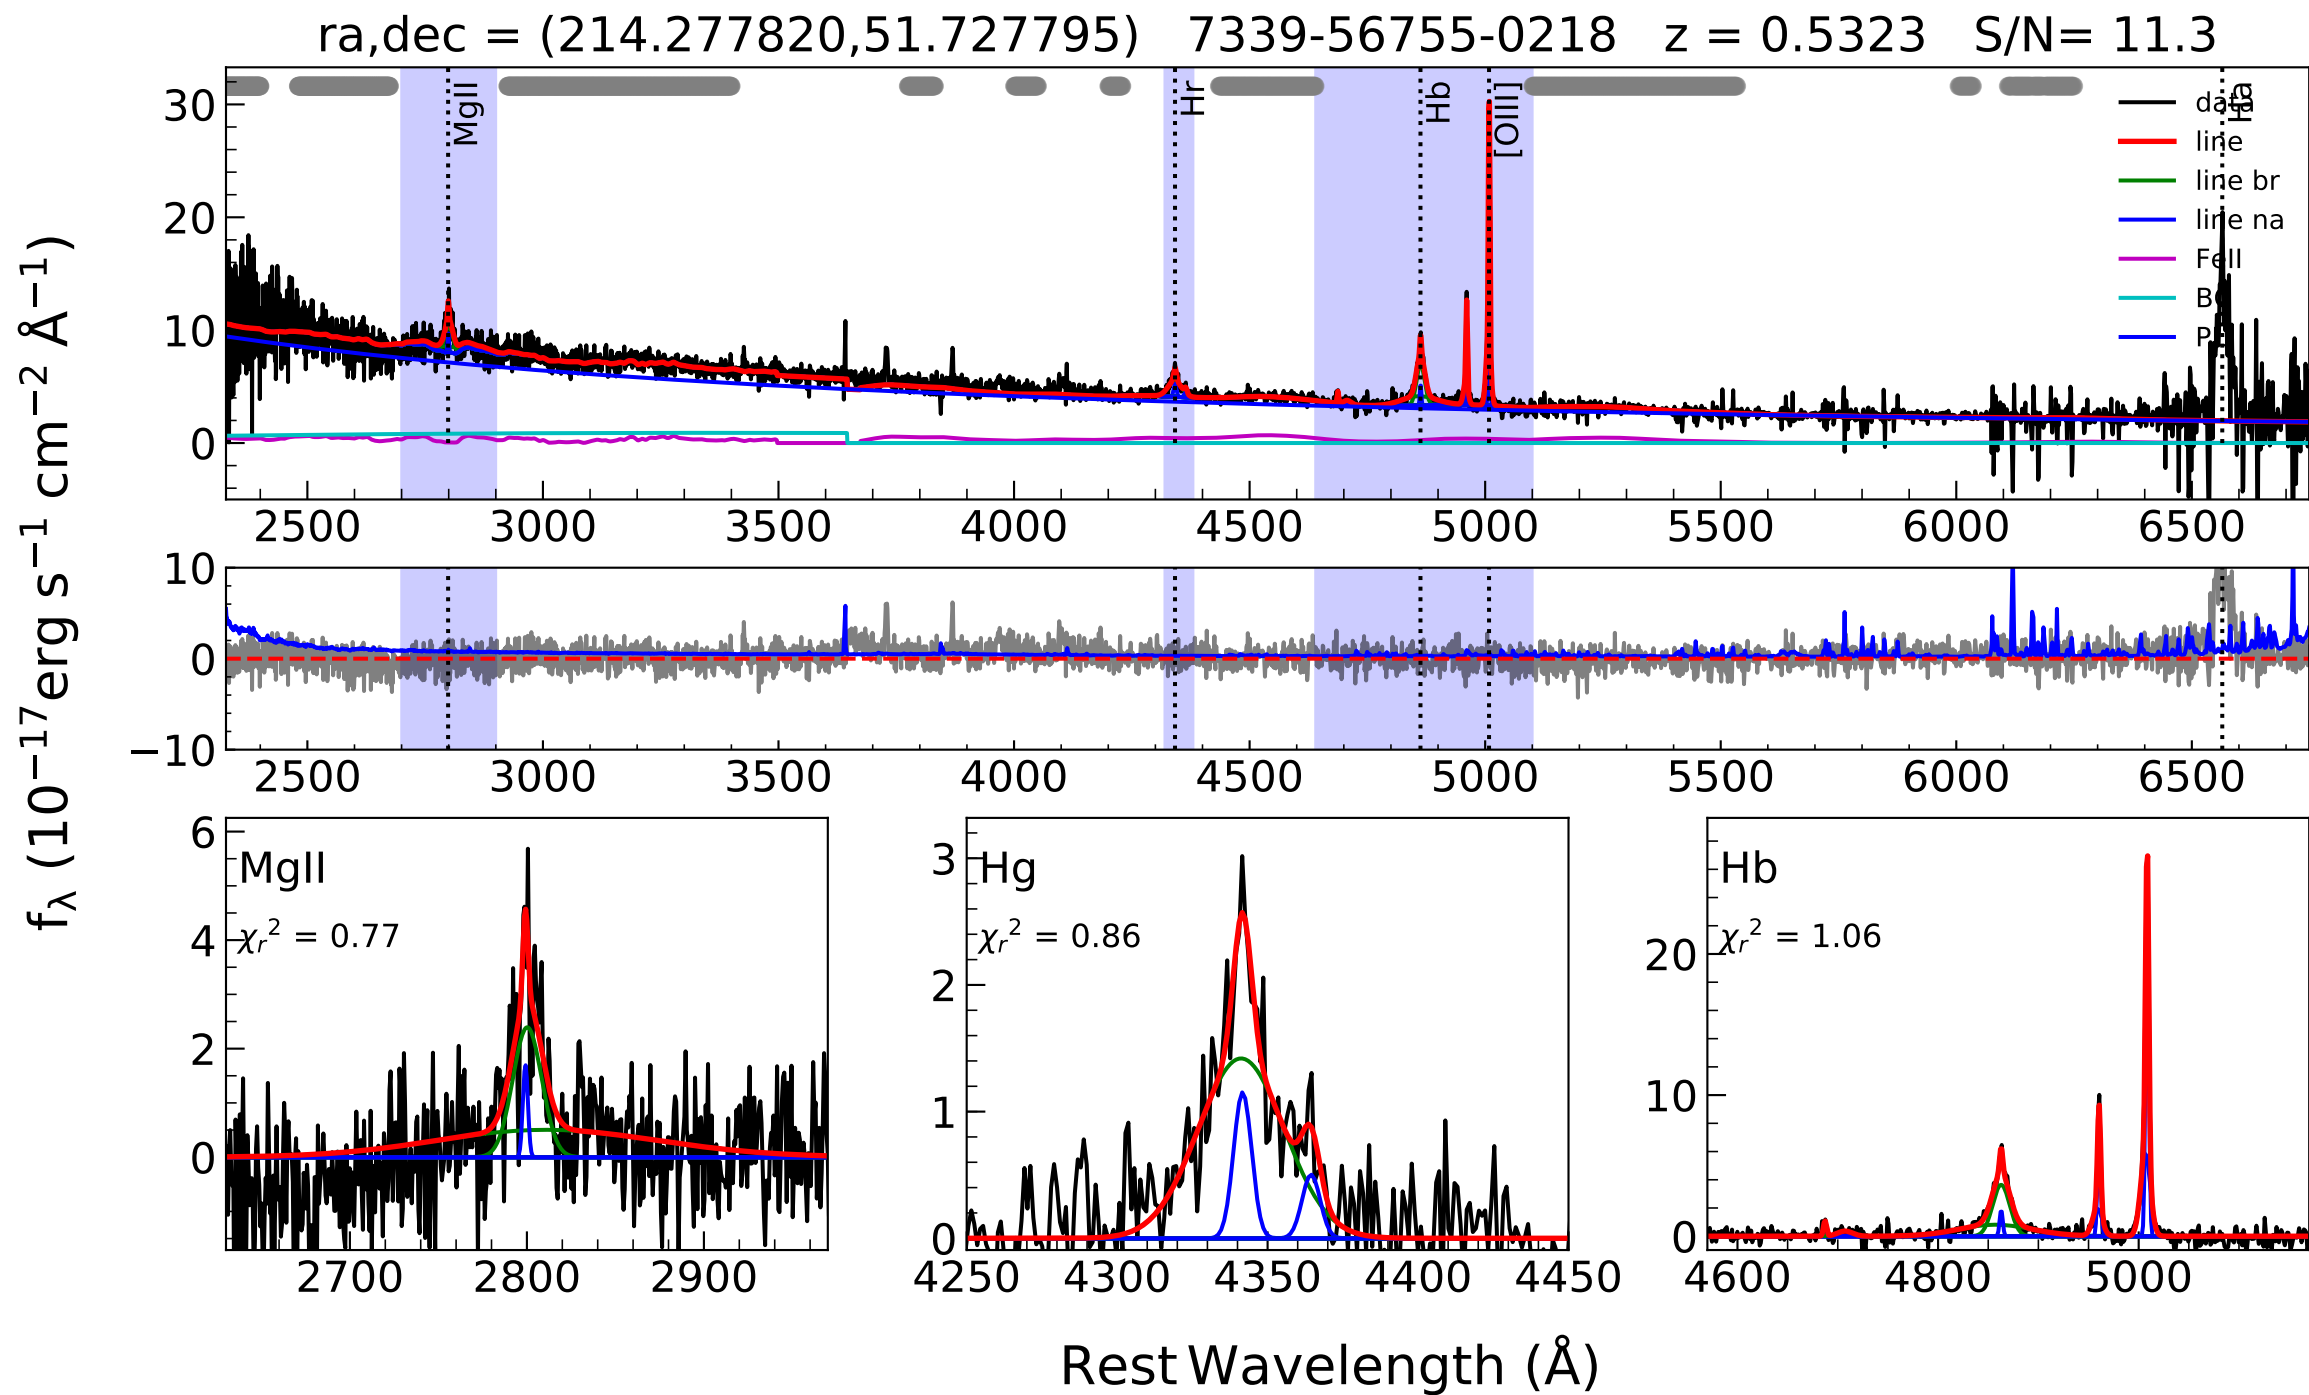 ra,dec = (214.277820,51.727795) 7339-56755-0218 z = 0.5323 S/N= 11.3
f_λ (10⁻¹⁷erg s⁻¹ cm⁻² Å⁻¹)
30
20
10
0
MgII
Hr
Hb
[OIII]
Ha
data
line
line br
line na
FeII
2500 3000 3500 4000 4500 5000 5500 6000 6500
10
0
−10
2500 3000 3500 4000 4500 5000 5500 6000 6500
6
4
2
0
MgII
χᵣ² = 0.77
2700 2800 2900
3
2
1
0
Hg
χᵣ² = 0.86
4250 4300 4350 4400 4450
20
10
0
Hb
χᵣ² = 1.06
4600 4800 5000
Rest Wavelength (Å)